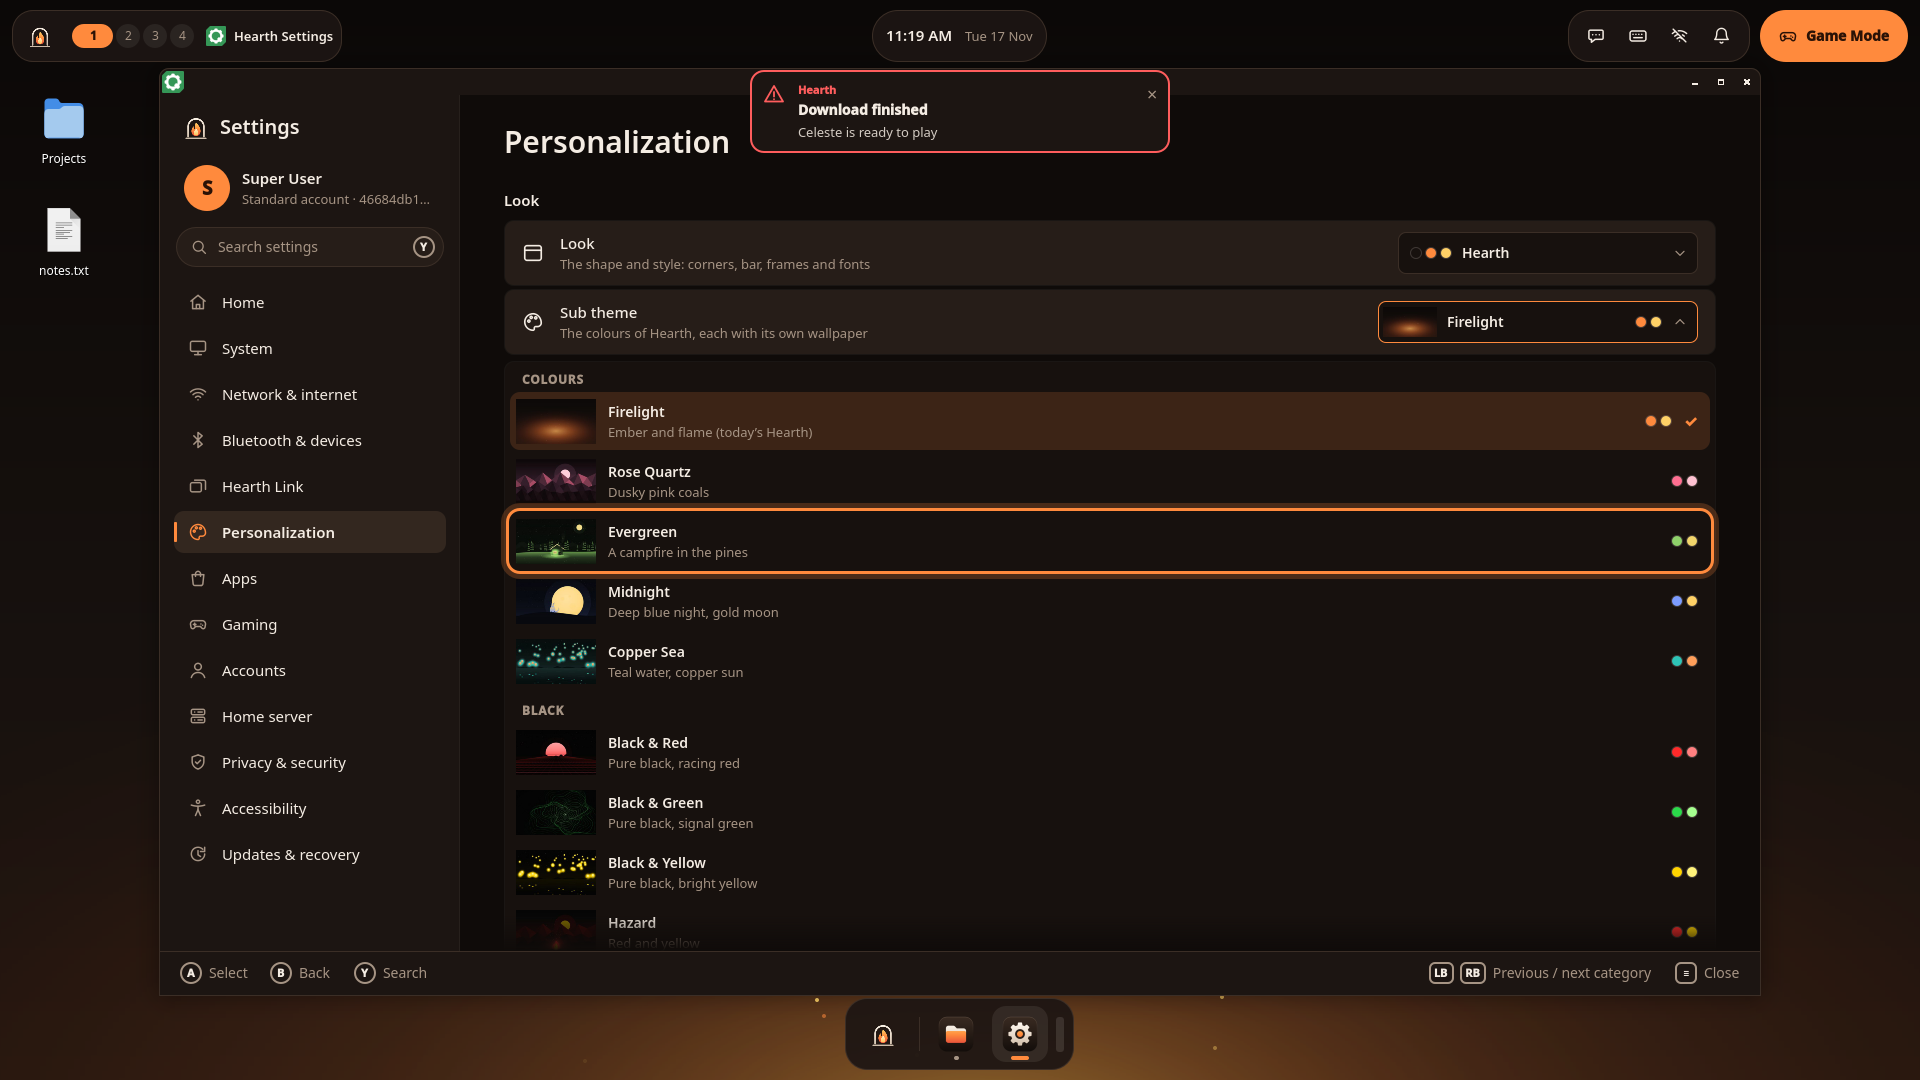 1 2 3 4 Hearth Settings
11:19 AM Tue 17 Nov
Game Mode
Projects
notes.txt
Hearth
Download finished
Celeste is ready to play
Settings
S
Super User
Standard account · 46684db1...
Search settings Y
Home
System
Network & internet
Bluetooth & devices
Hearth Link
Personalization
Apps
Gaming
Accounts
Home server
Privacy & security
Accessibility
Updates & recovery
Personalization
Look
Look
The shape and style: corners, bar, frames and fonts
Hearth
Sub theme
The colours of Hearth, each with its own wallpaper
Firelight
COLOURS
Firelight
Ember and flame (today's Hearth)
Rose Quartz
Dusky pink coals
Evergreen
A campfire in the pines
Midnight
Deep blue night, gold moon
Copper Sea
Teal water, copper sun
BLACK
Black & Red
Pure black, racing red
Black & Green
Pure black, signal green
Black & Yellow
Pure black, bright yellow
Hazard
Red and yellow
A Select B Back Y Search
LB RB Previous / next category Close